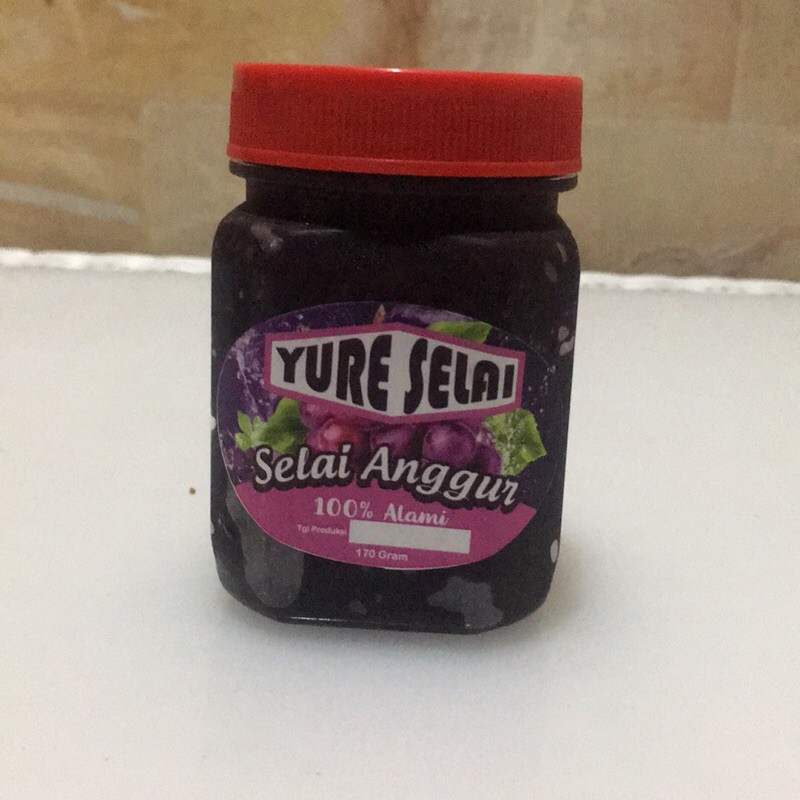 YURE SELAI
Selai Anggur
100% Alami
Tgl Produksi
170 Gram